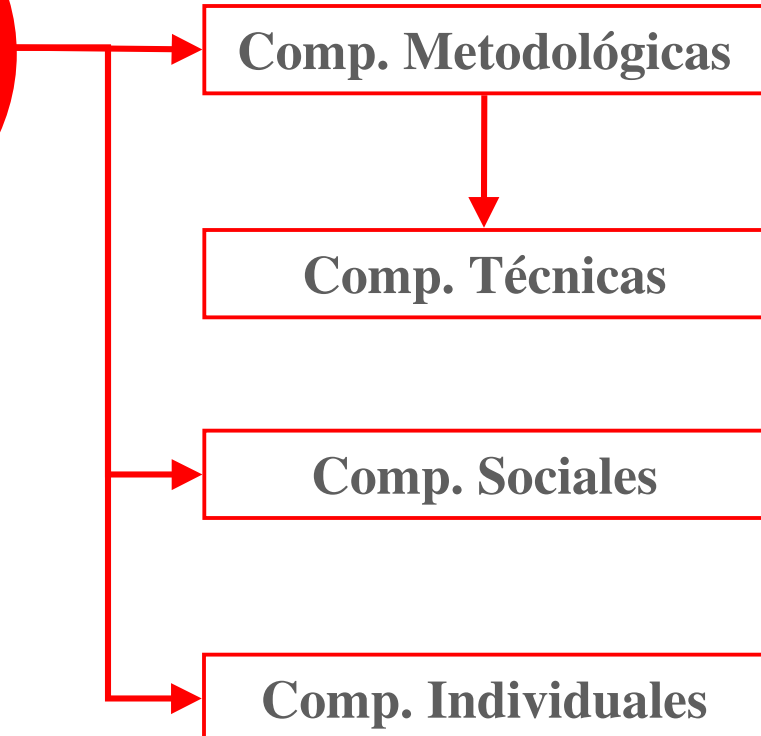 Comp. Metodológicas
Comp. Técnicas
Comp. Sociales
Comp. Individuales